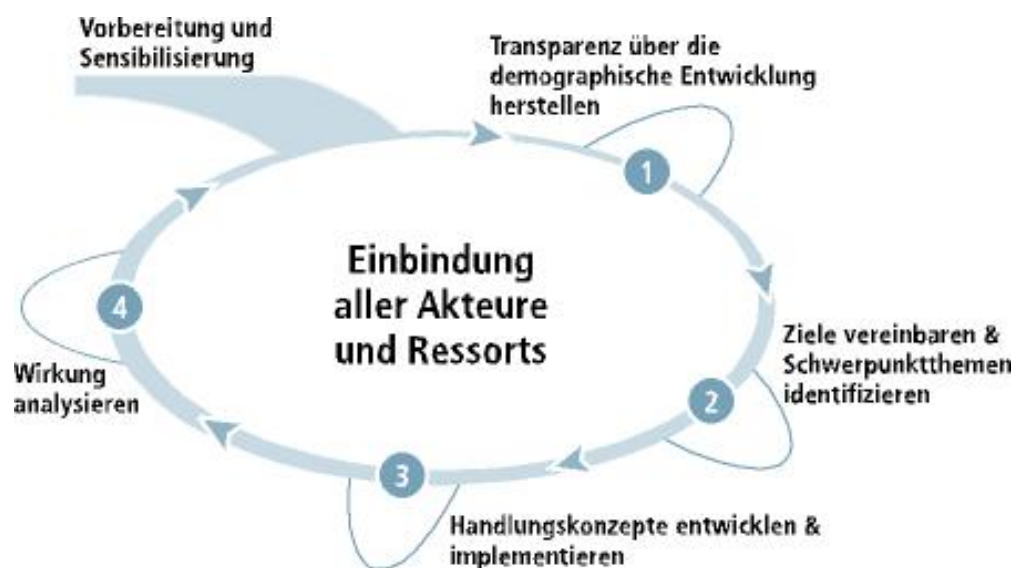 Vorbereitung und
Sensibilisierung
Transparenz über die
demographische Entwicklung
herstellen
1
Einbindung
aller Akteure
und Ressorts
4
Ziele vereinbaren &
Schwerpunktthemen
identifizieren
2
Wirkung
analysieren
3
Handlungskonzepte entwicklen &
implementieren